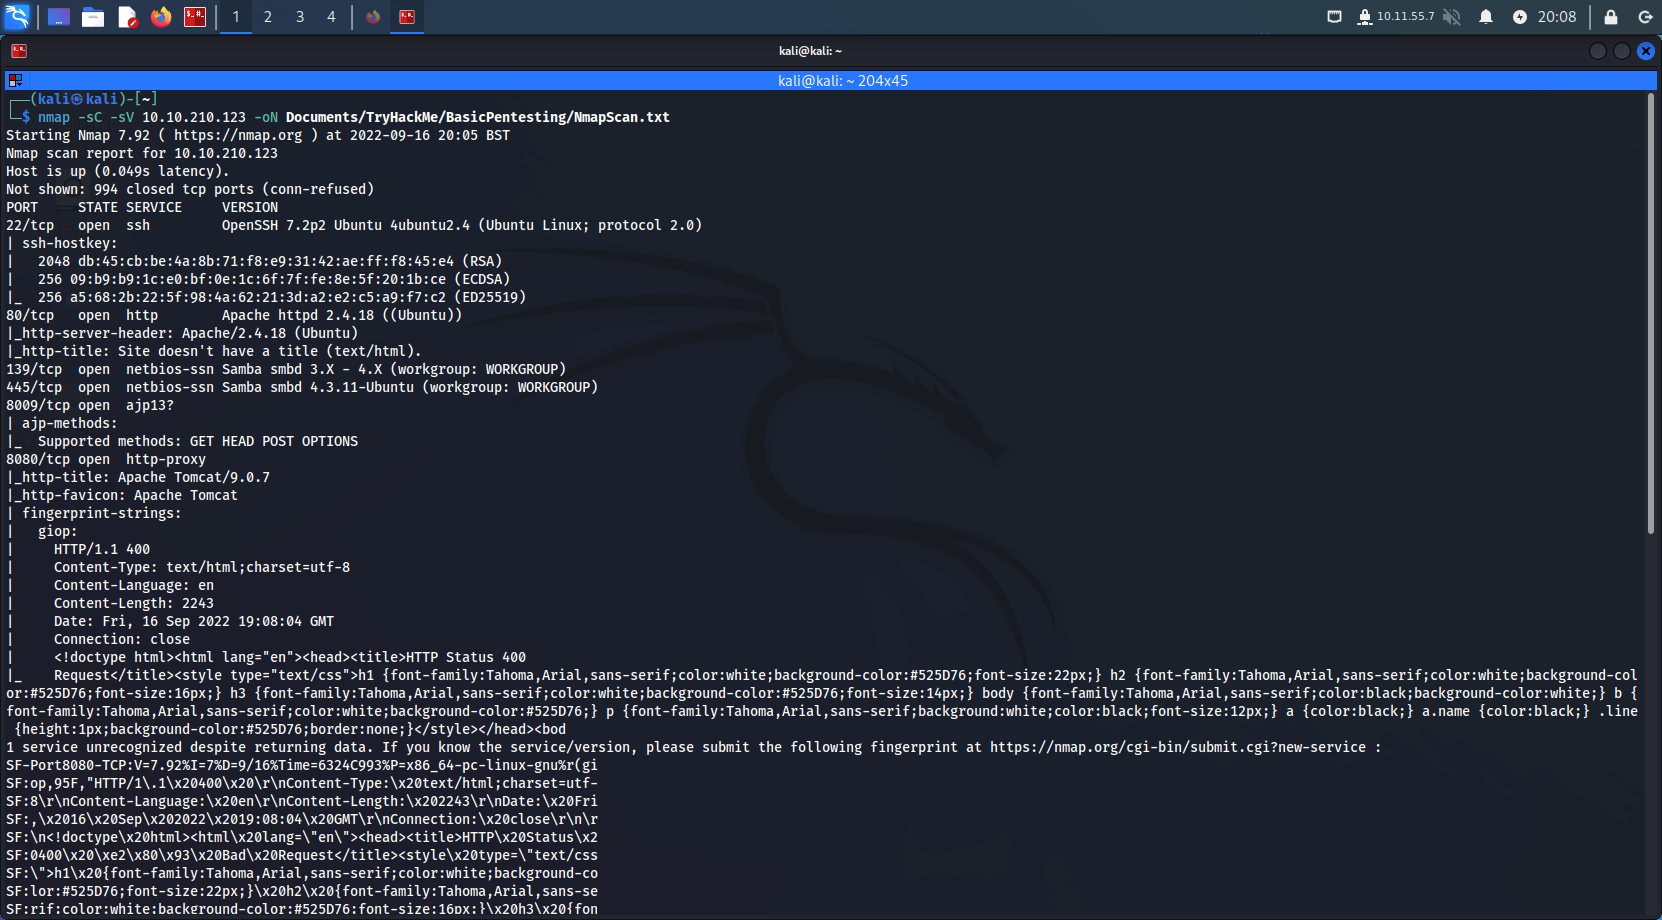 1 2 3 4 10.11.55.7 20:08
kali@kali: ~
kali@kali: ~ 204x45
┌──(kali㉿kali)-[~]
└─$ nmap -sC -sV 10.10.210.123 -oN Documents/TryHackMe/BasicPentesting/NmapScan.txt
Starting Nmap 7.92 ( https://nmap.org ) at 2022-09-16 20:05 BST
Nmap scan report for 10.10.210.123
Host is up (0.049s latency).
Not shown: 994 closed tcp ports (conn-refused)
PORT     STATE SERVICE     VERSION
22/tcp   open  ssh         OpenSSH 7.2p2 Ubuntu 4ubuntu2.4 (Ubuntu Linux; protocol 2.0)
| ssh-hostkey:
|   2048 db:45:cb:be:4a:8b:71:f8:e9:31:42:ae:ff:f8:45:e4 (RSA)
|   256 09:b9:b9:1c:e0:bf:0e:1c:6f:7f:fe:8e:5f:20:1b:ce (ECDSA)
|_  256 a5:68:2b:22:5f:98:4a:62:21:3d:a2:e2:c5:a9:f7:c2 (ED25519)
80/tcp   open  http        Apache httpd 2.4.18 ((Ubuntu))
|_http-server-header: Apache/2.4.18 (Ubuntu)
|_http-title: Site doesn't have a title (text/html).
139/tcp  open  netbios-ssn Samba smbd 3.X - 4.X (workgroup: WORKGROUP)
445/tcp  open  netbios-ssn Samba smbd 4.3.11-Ubuntu (workgroup: WORKGROUP)
8009/tcp open  ajp13?
| ajp-methods:
|_  Supported methods: GET HEAD POST OPTIONS
8080/tcp open  http-proxy
|_http-title: Apache Tomcat/9.0.7
|_http-favicon: Apache Tomcat
| fingerprint-strings:
|   giop:
|     HTTP/1.1 400
|     Content-Type: text/html;charset=utf-8
|     Content-Language: en
|     Content-Length: 2243
|     Date: Fri, 16 Sep 2022 19:08:04 GMT
|     Connection: close
|     <!doctype html><html lang="en"><head><title>HTTP Status 400
|_    Request</title><style type="text/css">h1 {font-family:Tahoma,Arial,sans-serif;color:white;background-color:#525D76;font-size:22px;} h2 {font-family:Tahoma,Arial,sans-serif;color:white;background-col
or:#525D76;font-size:16px;} h3 {font-family:Tahoma,Arial,sans-serif;color:white;background-color:#525D76;font-size:14px;} body {font-family:Tahoma,Arial,sans-serif;color:black;background-color:white;} b {
font-family:Tahoma,Arial,sans-serif;color:white;background-color:#525D76;} p {font-family:Tahoma,Arial,sans-serif;background:white;color:black;font-size:12px;} a {color:black;} a.name {color:black;} .line
 {height:1px;background-color:#525D76;border:none;}</style></head><bod
1 service unrecognized despite returning data. If you know the service/version, please submit the following fingerprint at https://nmap.org/cgi-bin/submit.cgi?new-service :
SF-Port8080-TCP:V=7.92%I=7%D=9/16%Time=6324C993%P=x86_64-pc-linux-gnu%r(gi
SF:op,95F,"HTTP/1\.1\x20400\x20\r\nContent-Type:\x20text/html;charset=utf-
SF:8\r\nContent-Language:\x20en\r\nContent-Length:\x202243\r\nDate:\x20Fri
SF:,\x2016\x20Sep\x202022\x2019:08:04\x20GMT\r\nConnection:\x20close\r\n\r
SF:\n<!doctype\x20html><html\x20lang=\"en\"><head><title>HTTP\x20Status\x2
SF:0400\x20\xe2\x80\x93\x20Bad\x20Request</title><style\x20type=\"text/css
SF:\">h1\x20{font-family:Tahoma,Arial,sans-serif;color:white;background-co
SF:lor:#525D76;font-size:22px;}\x20h2\x20{font-family:Tahoma,Arial,sans-se
SF:rif;color:white;background-color:#525D76;font-size:16px;}\x20h3\x20{fon